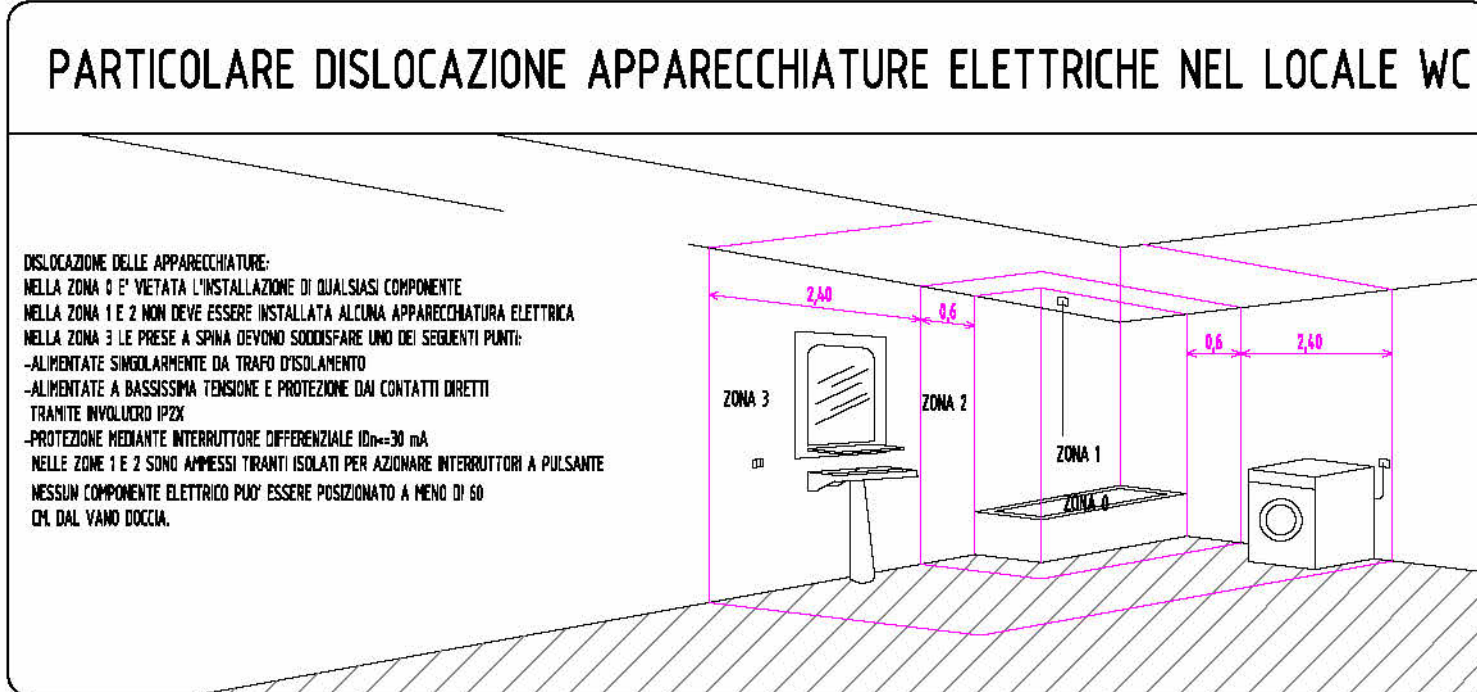 PARTICOLARE DISLOCAZIONE APPARECCHIATURE ELETTRICHE NEL LOCALE WC
DISLOCAZIONE DELLE APPARECCHIATURE:
NELLA ZONA 0 E' VIETATA L'INSTALLAZIONE DI QUALSIASI COMPONENTE
NELLA ZONA 1 E 2 NON DEVE ESSERE INSTALLATA ALCUNA APPARECCHIATURA ELETTRICA
NELLA ZONA 3 LE PRESE A SPINA DEVONO SODDISFARE UNO DEI SEGUENTI PUNTI:
-ALIMENTATE SINGOLARMENTE DA TRAFO D'ISOLAMENTO
-ALIMENTATE A BASSISSIMA TENSIONE E PROTEZIONE DAI CONTATTI DIRETTI
TRAMITE INVOLUCRO IP2X
-PROTEZIONE MEDIANTE INTERRUTTORE DIFFERENZIALE IDn<=30 mA
NELLE ZONE 1 E 2 SONO AMMESSI TIRANTI ISOLATI PER AZIONARE INTERRUTTORI A PULSANTE
NESSUN COMPONENTE ELETTRICO PUO' ESSERE POSIZIONATO A MENO DI 60
CM. DAL VANO DOCCIA.
2,40
0,6
0,6
2,40
ZONA 3
ZONA 2
ZONA 1
ZONA 0